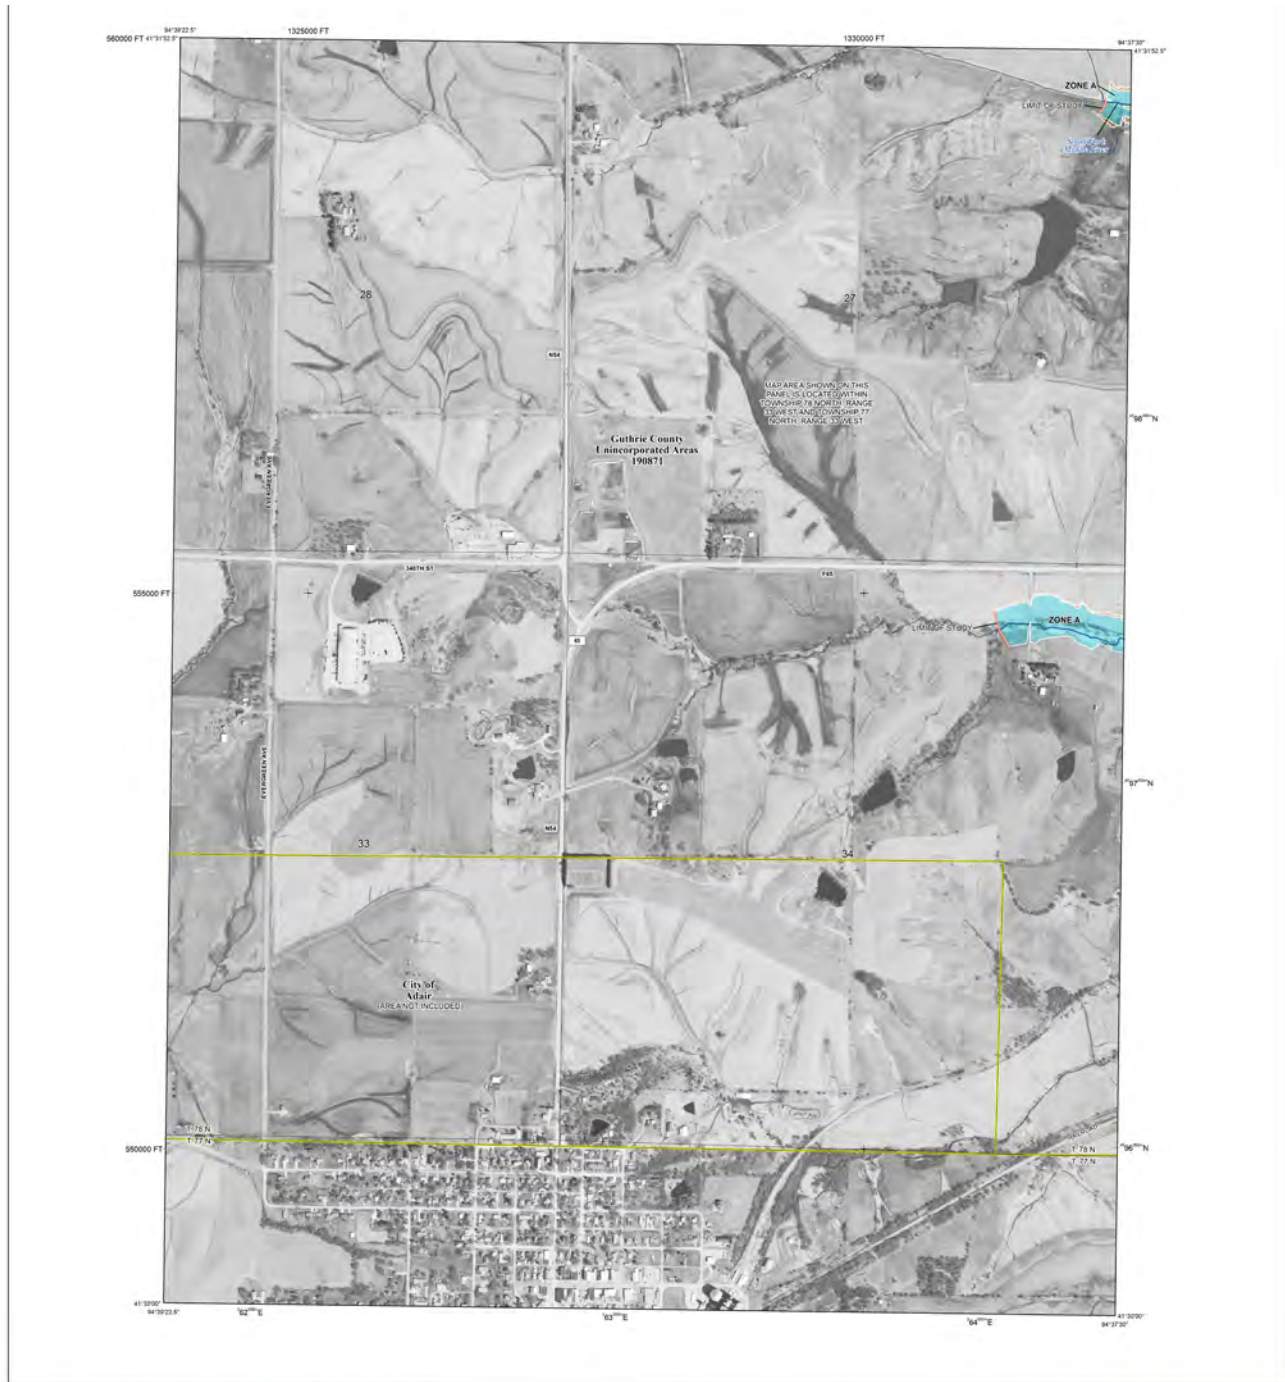 94°39'22.5"
1325000 FT
1330000 FT
94°37'30"
560000 FT
41°31'52.5"
41°31'52.5"
ZONE A
LIMIT OF STUDY
28
27
N54
MAP AREA SHOWN ON THIS
PANEL IS LOCATED WITHIN
TOWNSHIP 78 NORTH, RANGE
33 WEST AND TOWNSHIP 77
NORTH, RANGE 33 WEST
Guthrie County
Unincorporated Areas
190871
EVERGREEN AVE
340TH ST
F65
555000 FT
LIMIT OF STUDY
ZONE A
EVERGREEN AVE
N54
33
34
City of
Adair
(AREA NOT INCLUDED)
T. 78 N
T. 77 N
550000 FT
RAILROAD
T. 78 N
T. 77 N
41°30'00"
41°30'00"
94°37'30"